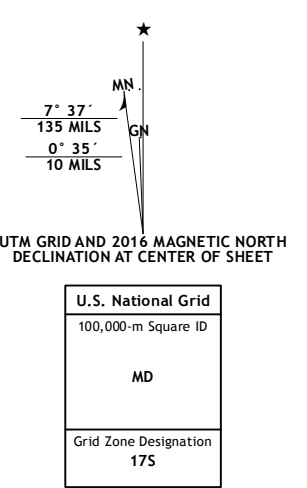 ★
MN
7° 37´
135 MILS
GN
0° 35´
10 MILS
UTM GRID AND 2016 MAGNETIC NORTH
DECLINATION AT CENTER OF SHEET
U.S. National Grid
100,000-m Square ID
MD
Grid Zone Designation
17S